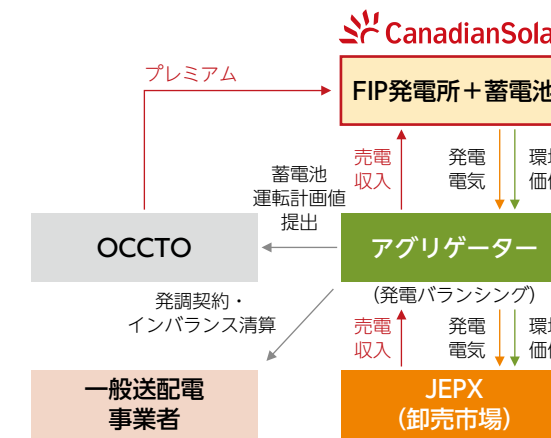 CanadianSola
プレミアム
FIP発電所＋蓄電池
売電
収入
発電
電気
環境
価値
蓄電池
運転計画値
提出
OCCTO
アグリゲーター
(発電バランシング)
発調契約・
インバランス清算
売電
収入
発電
電気
環境
価値
一般送配電
事業者
JEPX
（卸売市場）